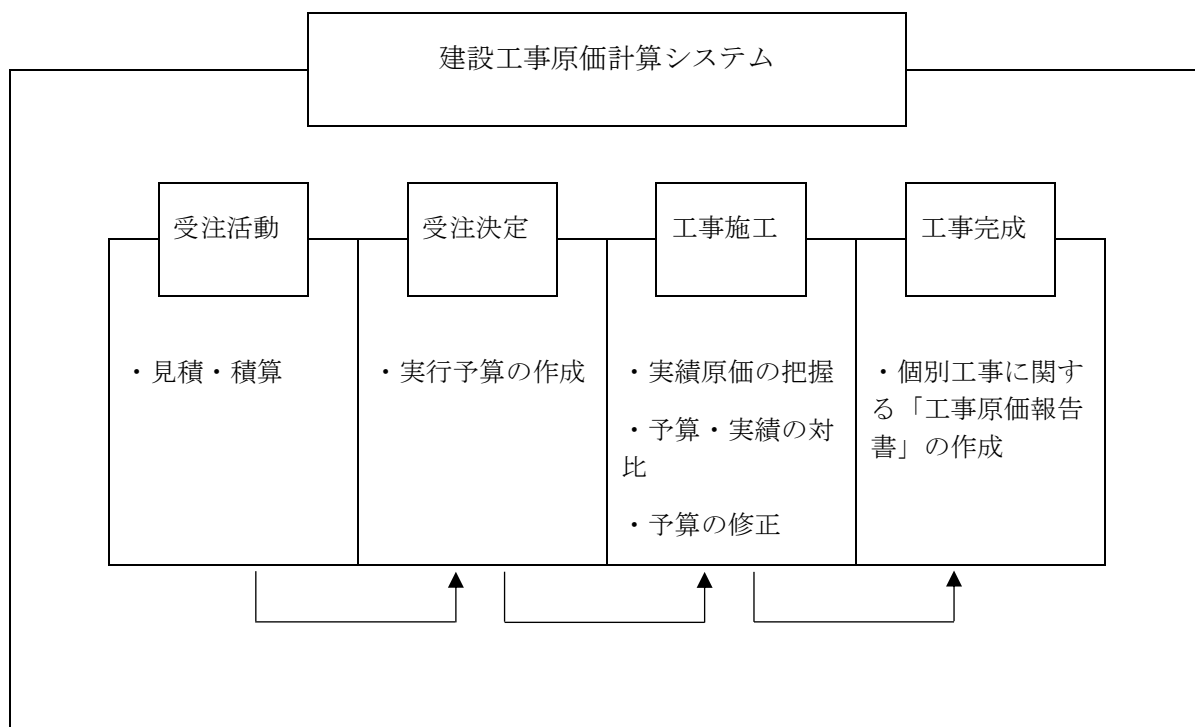 建設工事原価計算システム
受注活動
受注決定
工事施工
工事完成
・見積・積算
・実行予算の作成
・実績原価の把握
・予算・実績の対
比
・予算の修正
・個別工事に関す
る「工事原価報告
書」の作成